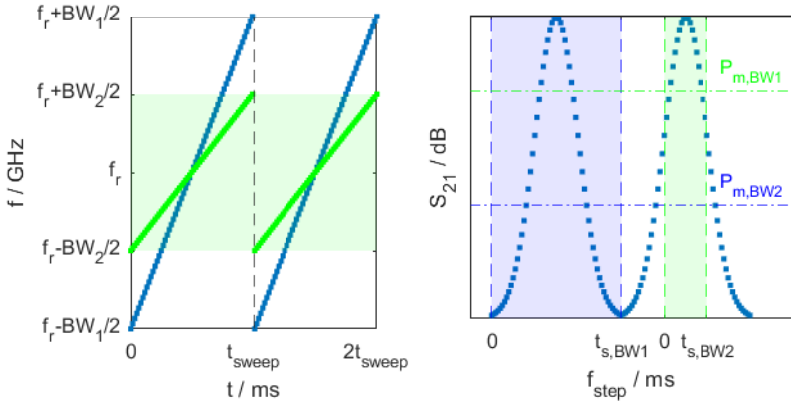 f_r+BW_1/2
f_r+BW_2/2
f_r
f_r-BW_2/2
f_r-BW_1/2
f / GHz
0
t_sweep
2t_sweep
t / ms
S_21 / dB
P_m,BW1
P_m,BW2
0
t_s,BW1
0
t_s,BW2
f_step / ms